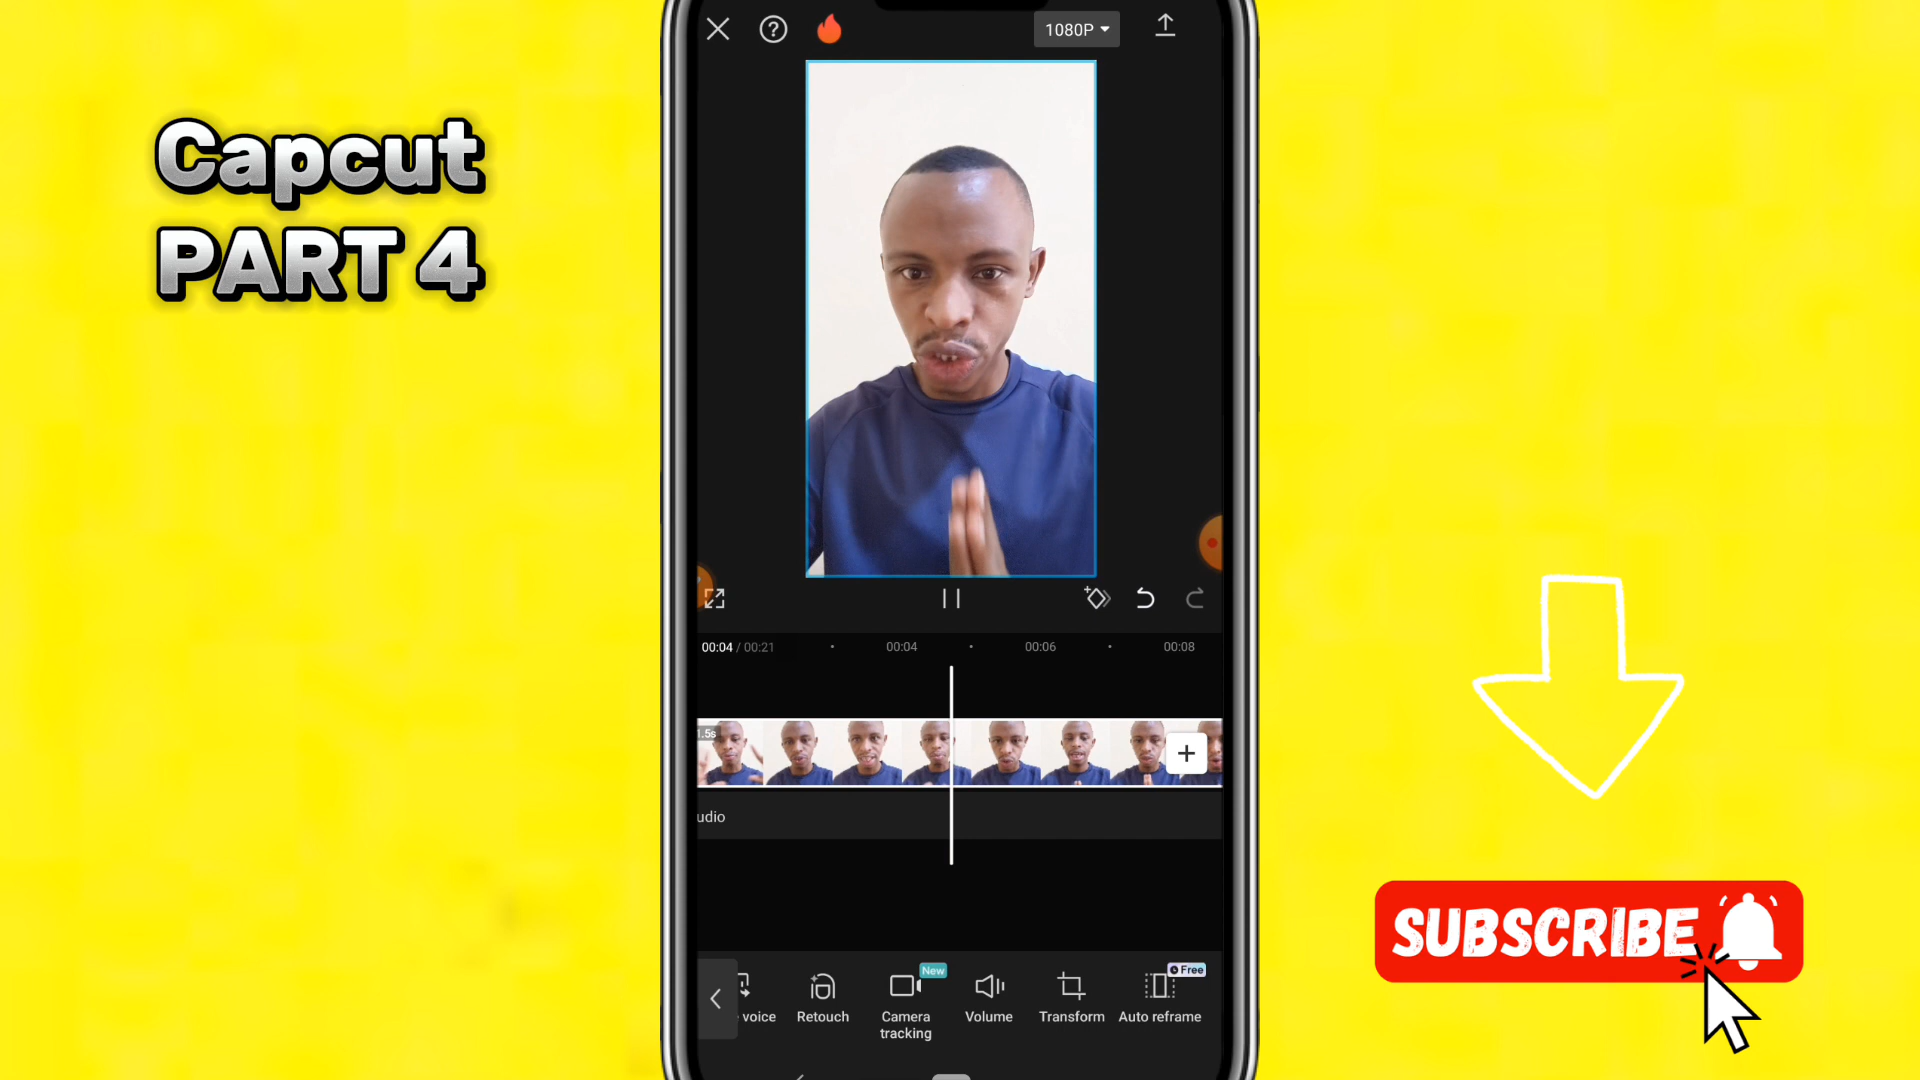 Capcut
PART 4
1080P
00:04 / 00:21
00:04
00:06
00:08
1.5s
udio
voice
Retouch
New
Camera
tracking
Volume
Transform
Free
Auto reframe
SUBSCRIBE